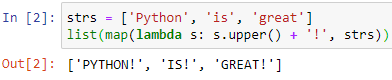 In [2]: strs = ['Python', 'is', 'great']
list(map(lambda s: s.upper() + '!', strs))
Out[2]: ['PYTHON!', 'IS!', 'GREAT!']